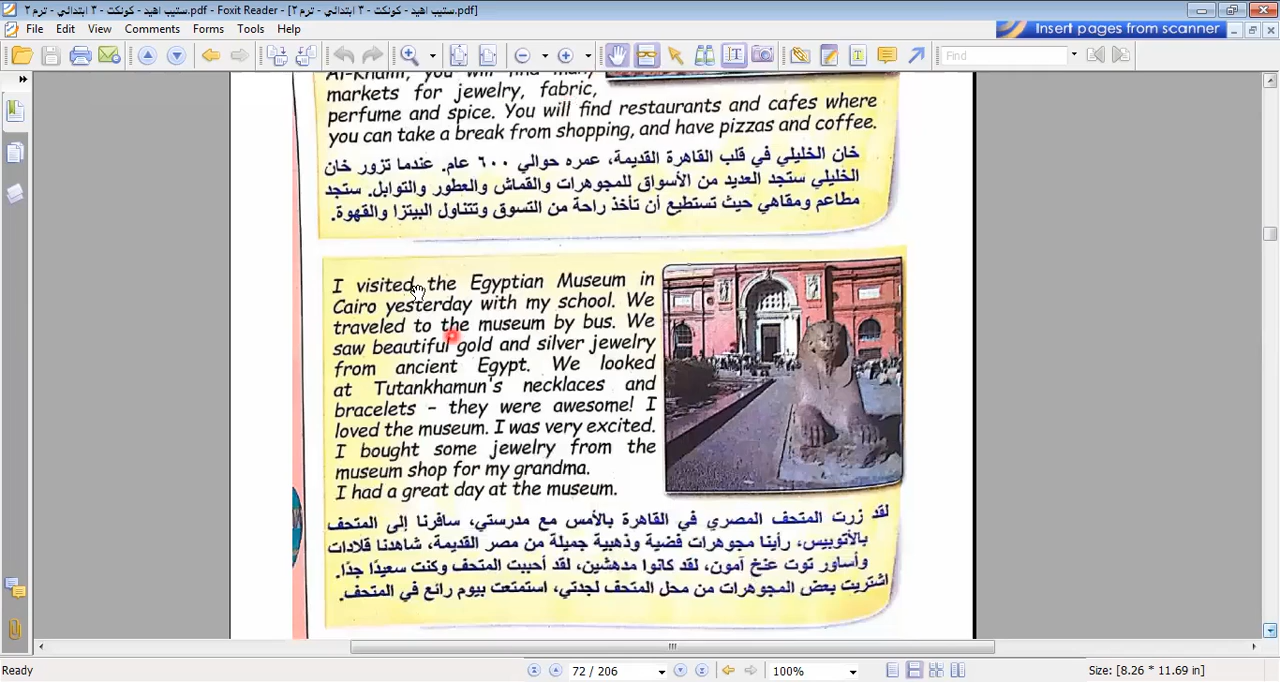 ستيب اهيد - كونكت - ٣ ابتدائي - ترم ٢.pdf - Foxit Reader - [ستيب اهيد - كونكت - ٣ ابتدائي - ترم ٢.pdf]
File Edit View Comments Forms Tools Help
Insert pages from scanner
Find
Al-Khalili, you will find many
markets for jewelry, fabric,
perfume and spice. You will find restaurants and cafes where
you can take a break from shopping, and have pizzas and coffee.
خان الخليلي في قلب القاهرة القديمة، عمره حوالي ٦٠٠ عام. عندما تزور خان
الخليلي ستجد العديد من الأسواق للمجوهرات والقماش والعطور والتوابل. ستجد
مطاعم ومقاهي حيث تستطيع أن تأخذ راحة من التسوق وتتناول البيتزا والقهوة.
I visited the Egyptian Museum in
Cairo yesterday with my school. We
traveled to the museum by bus. We
saw beautiful gold and silver jewelry
from ancient Egypt. We looked
at Tutankhamun's necklaces and
bracelets - they were awesome! I
loved the museum. I was very excited.
I bought some jewelry from the
museum shop for my grandma.
I had a great day at the museum.
لقد زرت المتحف المصري في القاهرة بالأمس مع مدرستي، سافرنا إلى المتحف
بالأتوبيس، رأينا مجوهرات فضية وذهبية جميلة من مصر القديمة، شاهدنا قلادات
وأساور توت عنخ آمون، لقد كانوا مدهشين، لقد أحببت المتحف وكنت سعيدًا جدًا.
اشتريت بعض المجوهرات من محل المتحف لجدتي، استمتعت بيوم رائع في المتحف.
Ready
72 / 206
100%
Size: [8.26 * 11.69 in]